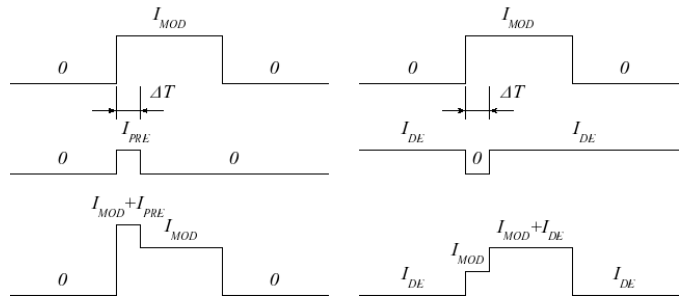 I_MOD I_MOD
0 0 0 0
ΔT ΔT
I_PRE I_DE I_DE
0 0 0
I_MOD+I_PRE I_MOD+I_DE
I_MOD I_MOD
0 0 I_DE I_DE